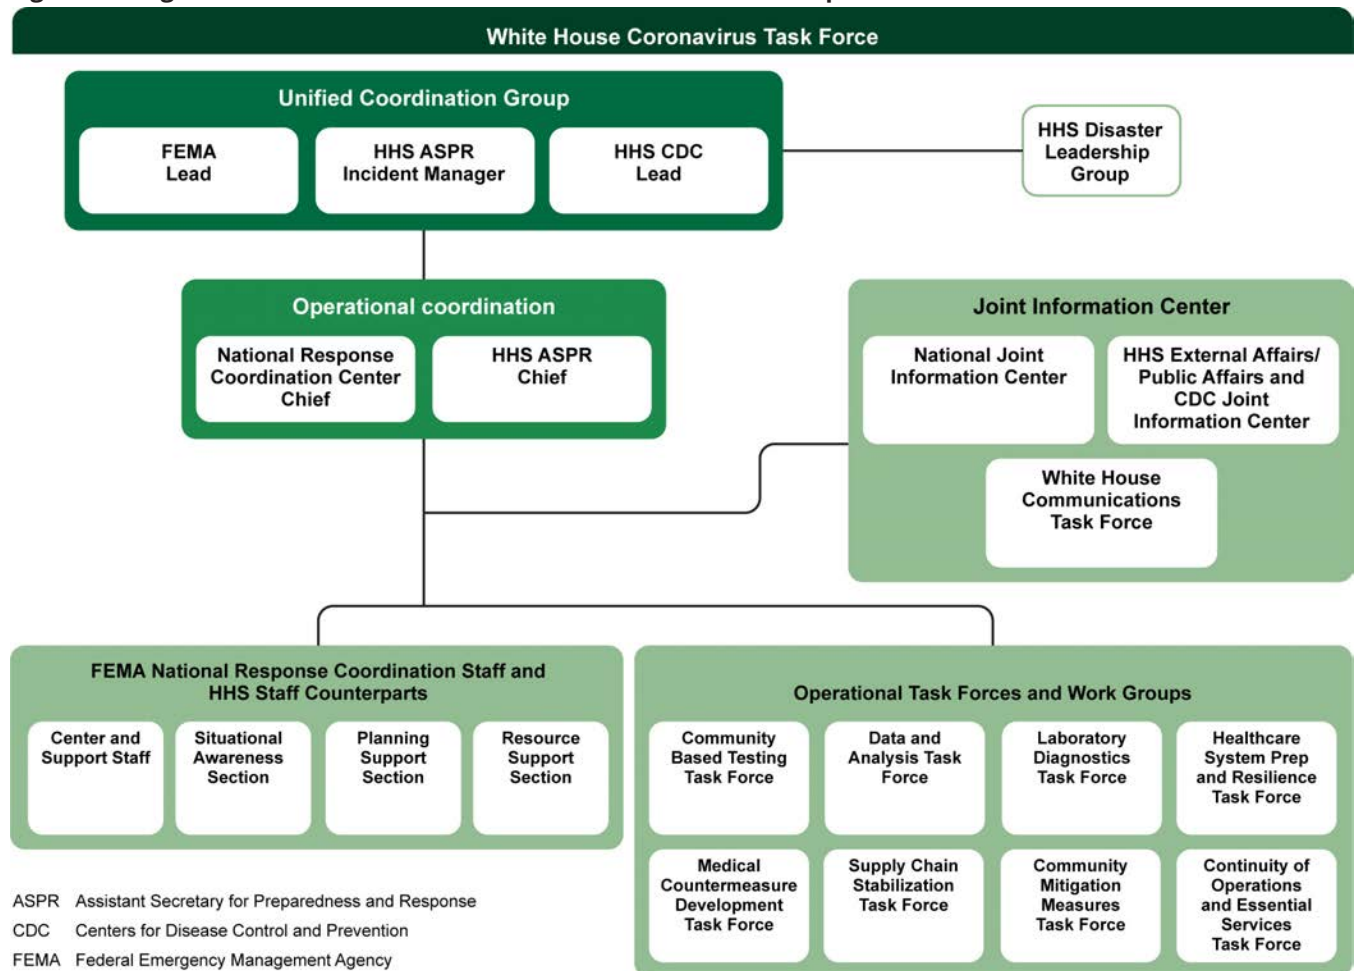 White House Coronavirus Task Force
Unified Coordination Group
FEMA
Lead
HHS ASPR
Incident Manager
HHS CDC
Lead
HHS Disaster
Leadership
Group
Operational coordination
National Response
Coordination Center
Chief
HHS ASPR
Chief
Joint Information Center
National Joint
Information Center
HHS External Affairs/
Public Affairs and
CDC Joint
Information Center
White House
Communications
Task Force
FEMA National Response Coordination Staff and
HHS Staff Counterparts
Center and
Support Staff
Situational
Awareness
Section
Planning
Support
Section
Resource
Support
Section
Operational Task Forces and Work Groups
Community
Based Testing
Task Force
Data and
Analysis Task
Force
Laboratory
Diagnostics
Task Force
Healthcare
System Prep
and Resilience
Task Force
Medical
Countermeasure
Development
Task Force
Supply Chain
Stabilization
Task Force
Community
Mitigation
Measures
Task Force
Continuity of
Operations
and Essential
Services
Task Force
ASPR Assistant Secretary for Preparedness and Response
CDC Centers for Disease Control and Prevention
FEMA Federal Emergency Management Agency